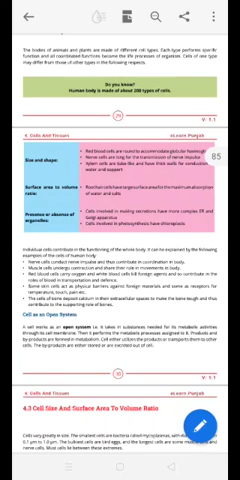 The bodies of animals and plants are made of different cell types. Each type performs specific
function and all coordinated functions become the life processes of organism. Cells of one type
may differ from those of other types in the following respects.
Do you know?
Human body is made of about 200 types of cells.
29
V: 1.1
4. Cells And Tissues
eLearn.Punjab
85
Size and shape:
Red blood cells are round to accommodate globular haemoglobin
Nerve cells are long for the transmission of nerve impulse
Xylem cells are tube-like and have thick walls for conduction of
water and support
Surface area to volume
ratio:
Root hair cells have large surface area for the maximum absorption
of water and salts
Presence or absence of
organelles:
Cells involved in making secretions have more complex ER and
Golgi apparatus
Cells involved in photosynthesis have chloroplasts
Individual cells contribute in the functioning of the whole body. It can be explained by the following
examples of the cells of human body:
• Nerve cells conduct nerve impulse and thus contribute in coordination in body.
• Muscle cells undergo contraction and share their role in movements in body.
• Red blood cells carry oxygen and white blood cells kill foreign agents and so contribute in the
roles of blood in transportation and defence.
• Some skin cells act as physical barriers against foreign materials and some as receptors for
temperature, touch, pain etc.
• The cells of bone deposit calcium in their extracellular spaces to make the bone tough and thus
contribute to the supporting role of bones.
Cell as an Open System
A cell works as an open system i.e. it takes in substances needed for its metabolic activities
through its cell membrane. Then it performs the metabolic processes assigned to it. Products and
by-products are formed in metabolism. Cell either utilizes the products or transports them to other
cells. The by-products are either stored or are excreted out of cell.
30
V: 1.1
4. Cells And Tissues
eLearn.Punjab
4.3 Cell Size And Surface Area To Volume Ratio
Cells vary greatly in size. The smallest cells are bacteria called mycoplasmas, with
0.1 µm to 1.0 µm. The bulkiest cells are bird eggs, and the longest cells are some
nerve cells. Most cells lie between these extremes.